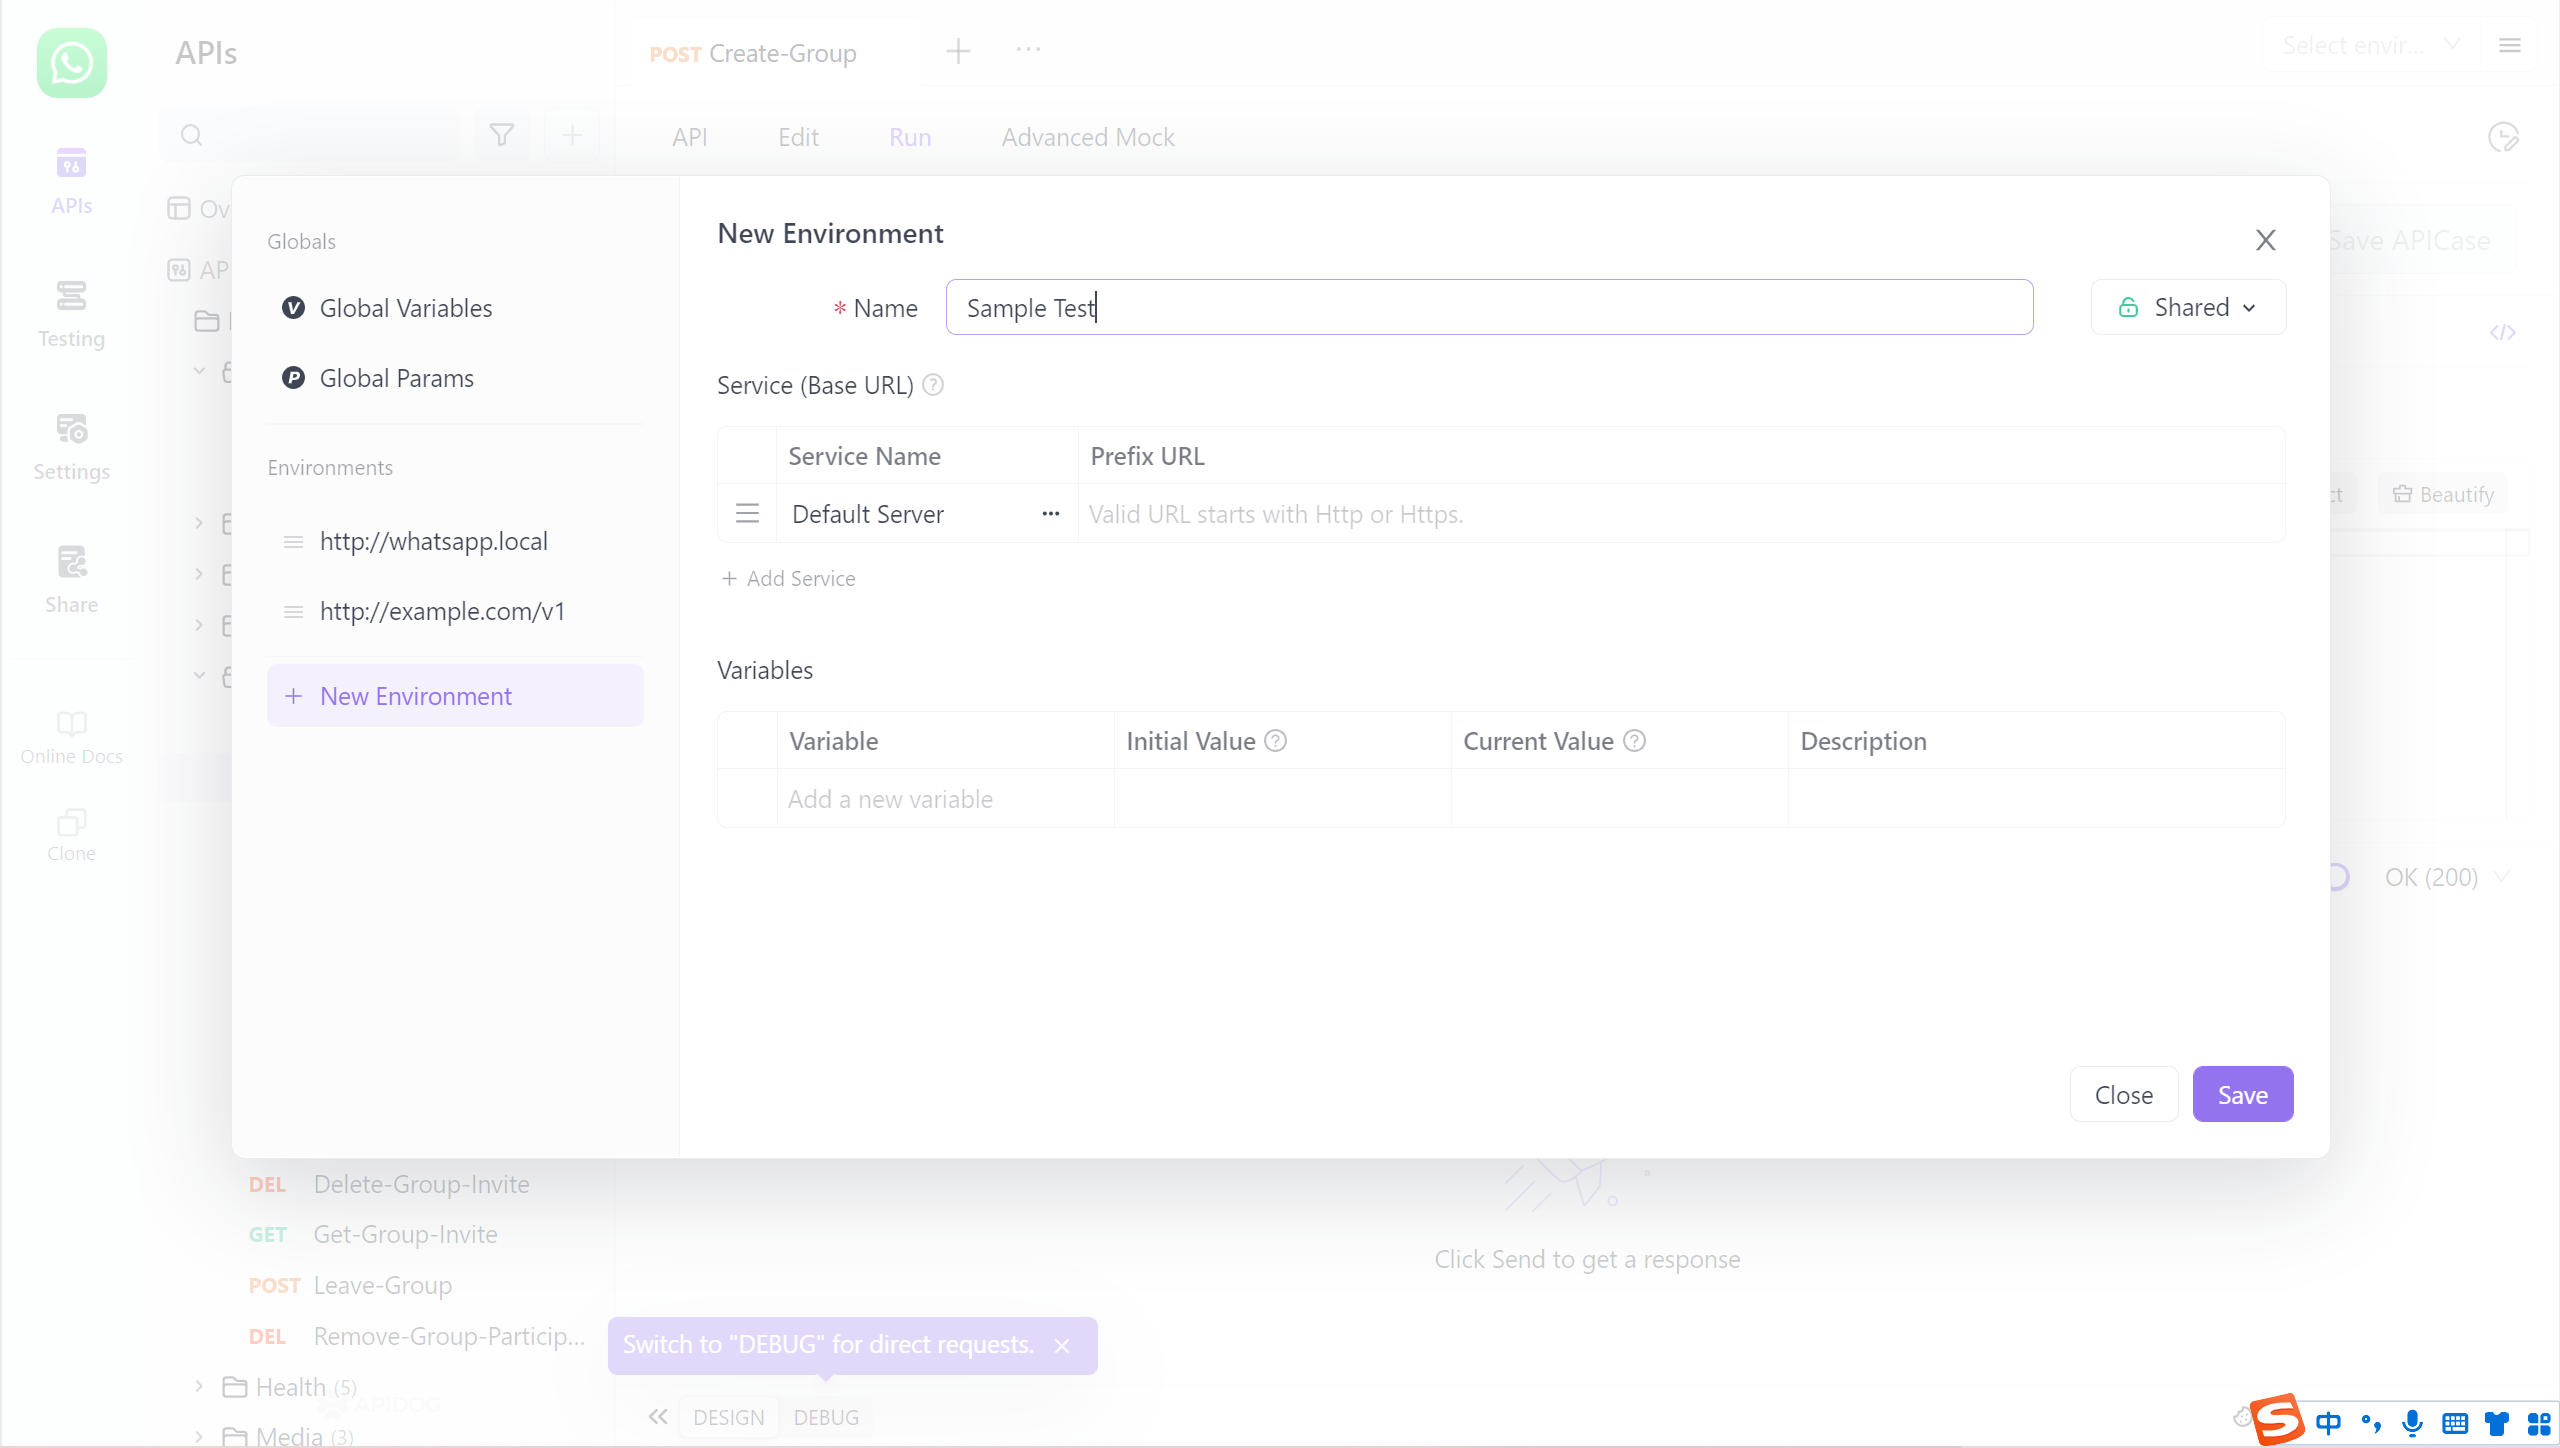 APIs
POST Create-Group
Select envir...
API Edit Run Advanced Mock
APIs
Testing
Settings
Share
Online Docs
Clone
Ov
AP
Save APICase
ct
Beautify
OK (200)
Globals
Global Variables
Global Params
Environments
http://whatsapp.local
http://example.com/v1
New Environment
New Environment
* Name Sample Test Shared
Service (Base URL)
Service Name Prefix URL
Default Server Valid URL starts with Http or Https.
Add Service
Variables
Variable Initial Value Current Value Description
Add a new variable
Close Save
DEL Delete-Group-Invite
GET Get-Group-Invite
POST Leave-Group
DEL Remove-Group-Particip...
Health (5)
APIDOG
Media (3)
Click Send to get a response
Switch to "DEBUG" for direct requests.
DESIGN DEBUG
中